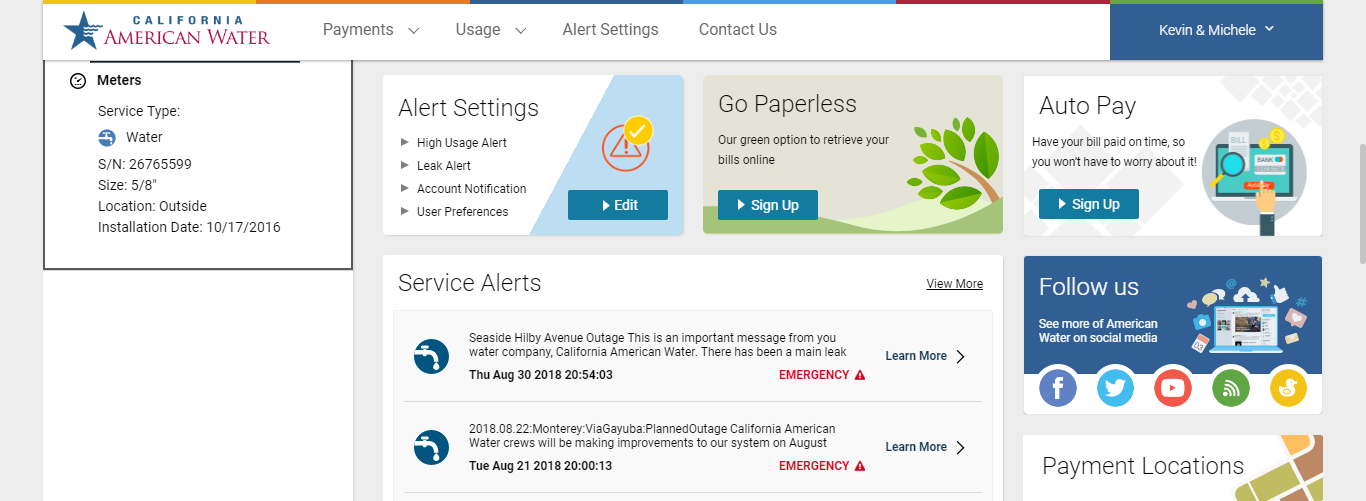 CALIFORNIA
AMERICAN WATER
Payments
Usage
Alert Settings
Contact Us
Kevin & Michele
Meters
Service Type:
Water
S/N: 26765599
Size: 5/8"
Location: Outside
Installation Date: 10/17/2016
Alert Settings
High Usage Alert
Leak Alert
Account Notification
User Preferences
Edit
Go Paperless
Our green option to retrieve your
bills online
Sign Up
Auto Pay
Have your bill paid on time, so
you won't have to worry about it!
Sign Up
BILL
BANK
Auto Pay
Service Alerts
View More
Seaside Hilby Avenue Outage This is an important message from you
water company, California American Water. There has been a main leak
Thu Aug 30 2018 20:54:03
EMERGENCY
Learn More
2018.08.22:Monterey:ViaGayuba:PlannedOutage California American
Water crews will be making improvements to our system on August
Tue Aug 21 2018 20:00:13
EMERGENCY
Learn More
Follow us
See more of American
Water on social media
Payment Locations